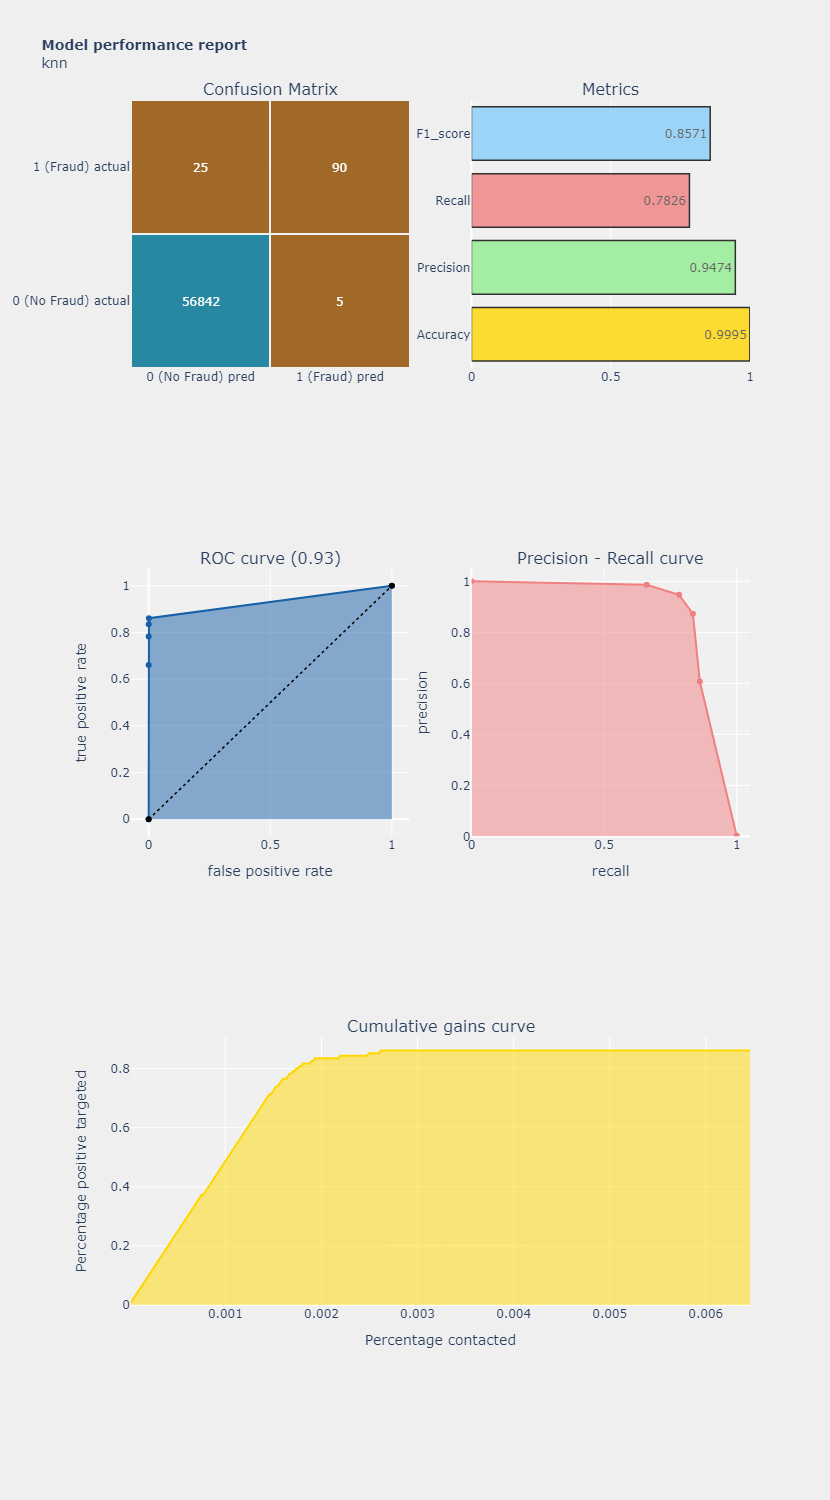 Model performance report
knn
Confusion Matrix
1 (Fraud) actual
25
90
0 (No Fraud) actual
56842
5
0 (No Fraud) pred
1 (Fraud) pred
Metrics
F1_score
0.8571
Recall
0.7826
Precision
0.9474
Accuracy
0.9995
0
0.5
1
ROC curve (0.93)
true positive rate
1
0.8
0.6
0.4
0.2
0
0
0.5
1
false positive rate
Precision - Recall curve
precision
1
0.8
0.6
0.4
0.2
0
0
0.5
1
recall
Cumulative gains curve
Percentage positive targeted
0.8
0.6
0.4
0.2
0
0.001
0.002
0.003
0.004
0.005
0.006
Percentage contacted